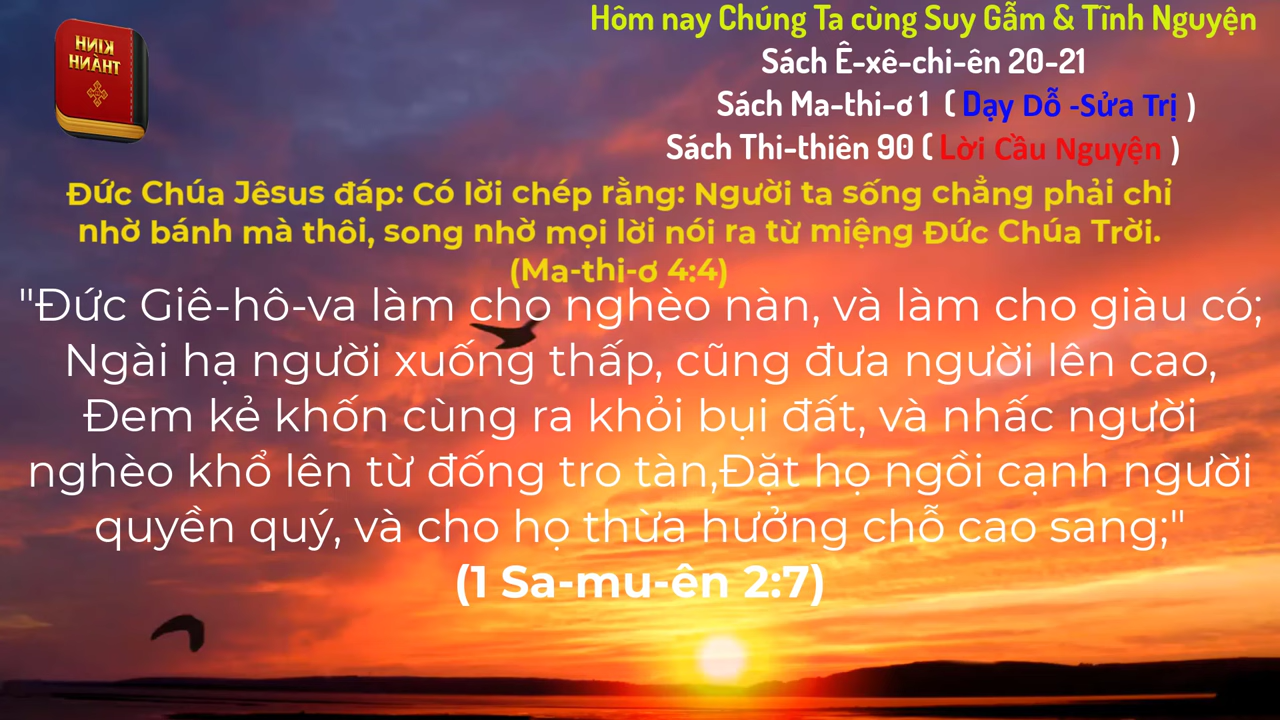 KINH
THÁNH
Hôm nay Chúng Ta cùng Suy Gẫm & Tĩnh Nguyện
Sách Ê-xê-chi-ên 20-21
Sách Ma-thi-ơ 1 ( Dạy Dỗ -Sửa Trị )
Sách Thi-thiên 90 ( Lời Cầu Nguyện )
Đức Chúa Jêsus đáp: Có lời chép rằng: Người ta sống chẳng phải chỉ
nhờ bánh mà thôi, song nhờ mọi lời nói ra từ miệng Đức Chúa Trời.
(Ma-thi-ơ 4:4)
"Đức Giê-hô-va làm cho nghèo nàn, và làm cho giàu có;
Ngài hạ người xuống thấp, cũng đưa người lên cao,
Đem kẻ khốn cùng ra khỏi bụi đất, và nhấc người
nghèo khổ lên từ đống tro tàn,Đặt họ ngồi cạnh người
quyền quý, và cho họ thừa hưởng chỗ cao sang;"
(1 Sa-mu-ên 2:7)